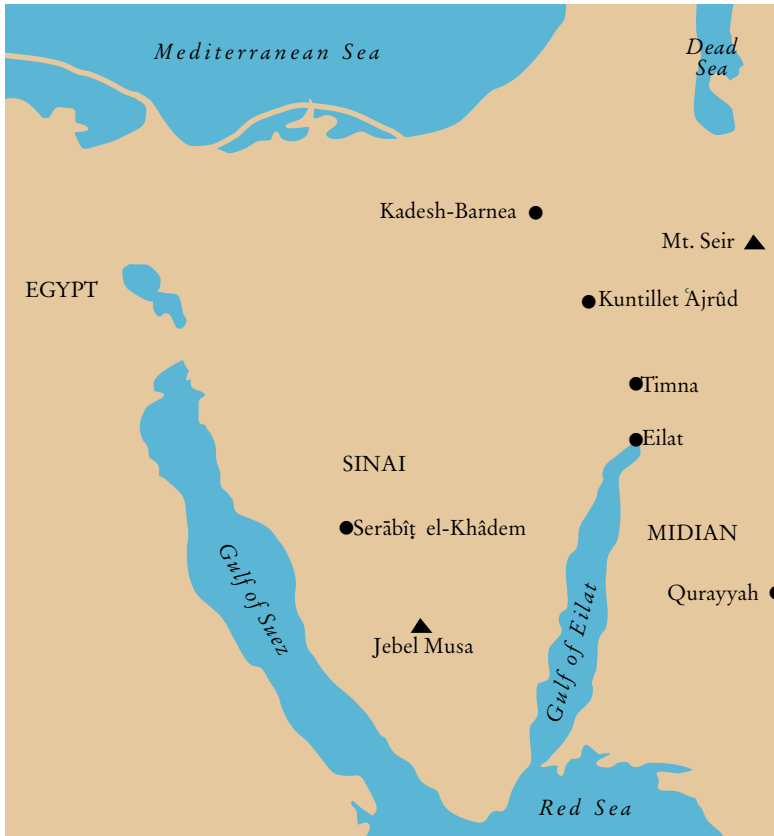 Mediterranean Sea
Dead
Sea
Kadesh-Barnea
Mt. Seir
EGYPT
Kuntillet ʿAjrûd
Timna
Eilat
SINAI
Serābîṭ el-Khâdem
MIDIAN
Gulf of Suez
Qurayyah
Gulf of Eilat
Jebel Musa
Red Sea